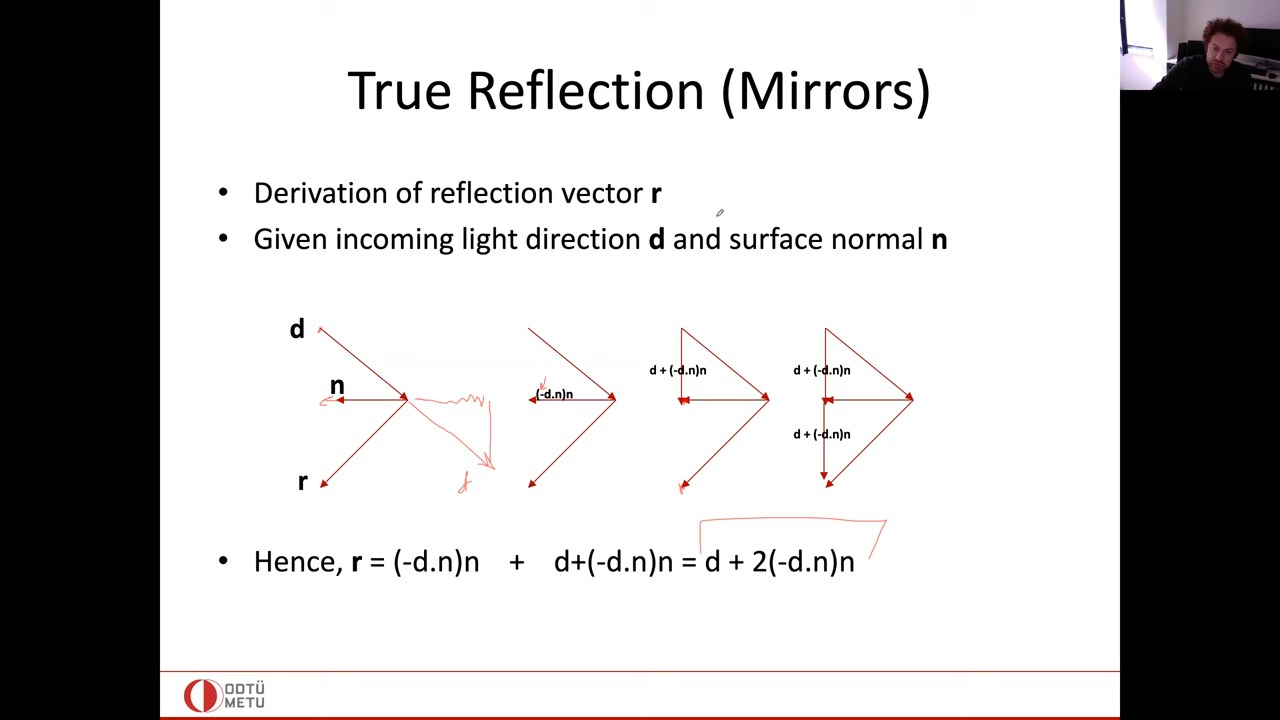 True Reflection (Mirrors)
• Derivation of reflection vector r
• Given incoming light direction d and surface normal n
d
n
r
(-d.n)n
d + (-d.n)n
d + (-d.n)n
d + (-d.n)n
• Hence, r = (-d.n)n + d+(-d.n)n = d + 2(-d.n)n
ODTÜ
METU